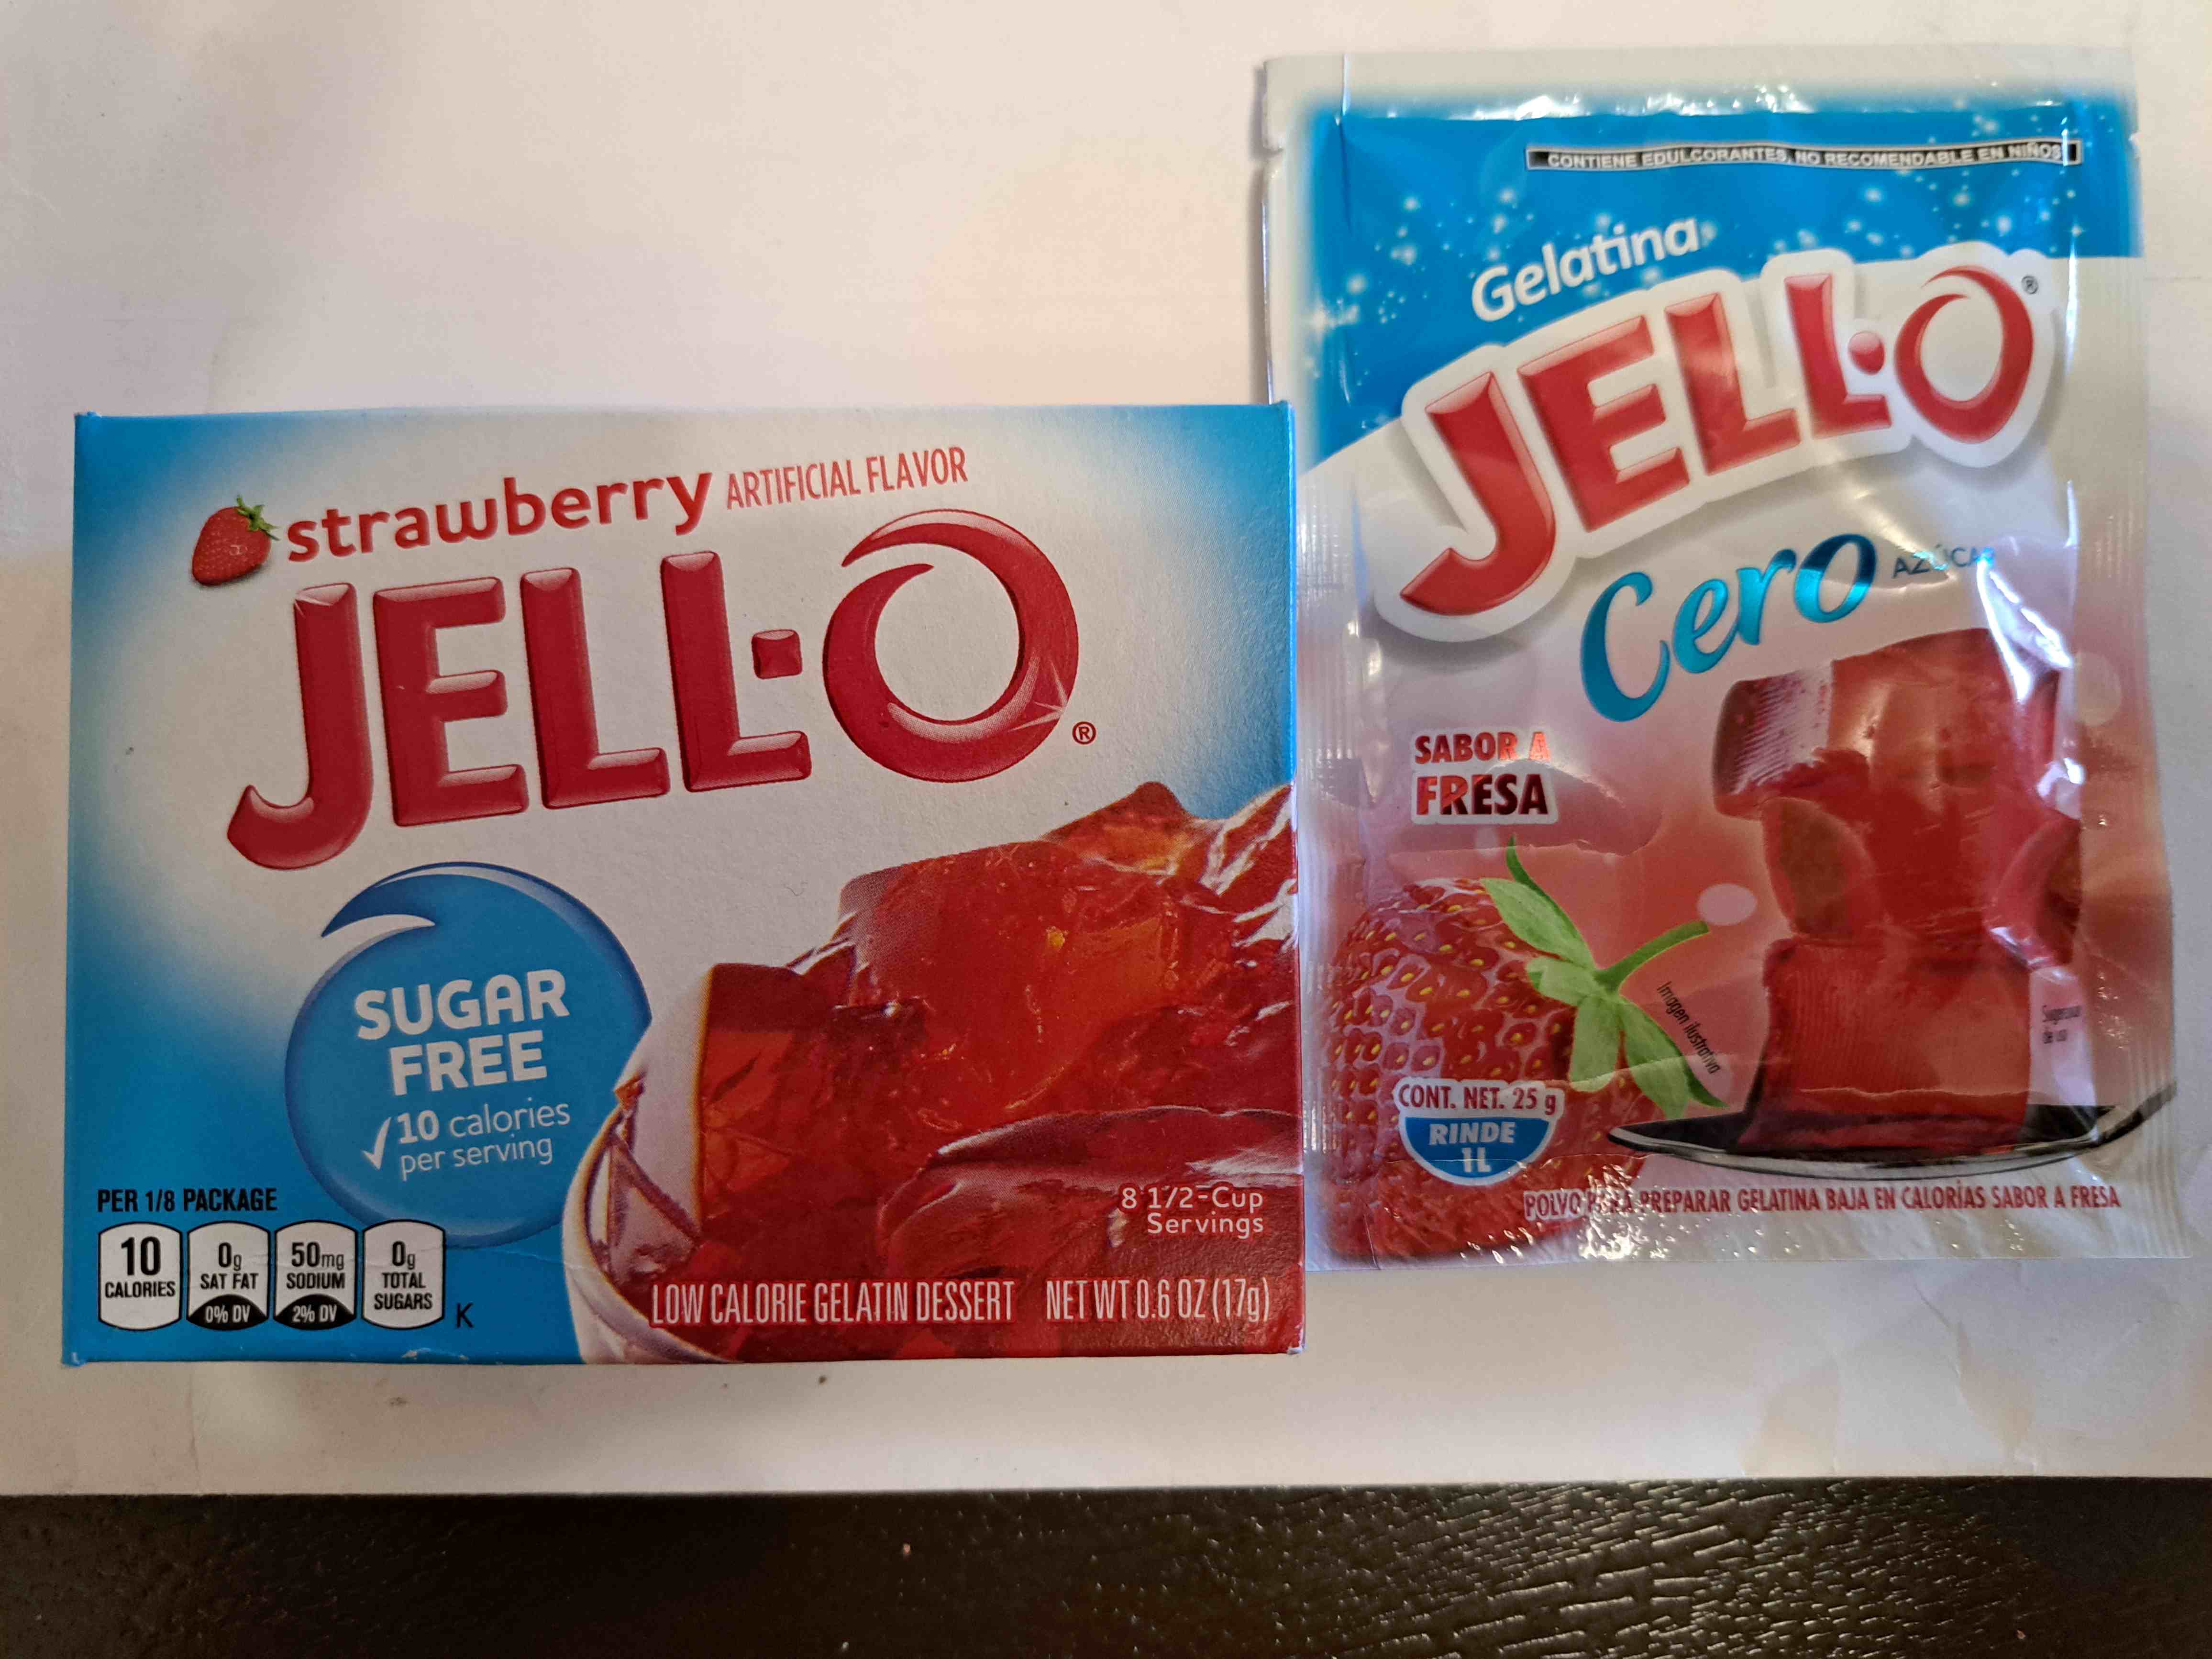 strawberry ARTIFICIAL FLAVOR
JELL-O®
SUGAR
FREE
✓10 calories
per serving
PER 1/8 PACKAGE
10
CALORIES
0g
SAT FAT
0% DV
50mg
SODIUM
2% DV
0g
TOTAL
SUGARS
K
8 1/2-Cup
Servings
LOW CALORIE GELATIN DESSERT NET WT 0.6 OZ (17g)
CONTIENE EDULCORANTES, NO RECOMENDABLE EN NIÑOS
Gelatina
JELL-O®
Cero AZÚCAR
SABOR A
FRESA
Imagen ilustrativa
CONT. NET. 25 g
RINDE
1L
POLVO PARA PREPARAR GELATINA BAJA EN CALORÍAS SABOR A FRESA